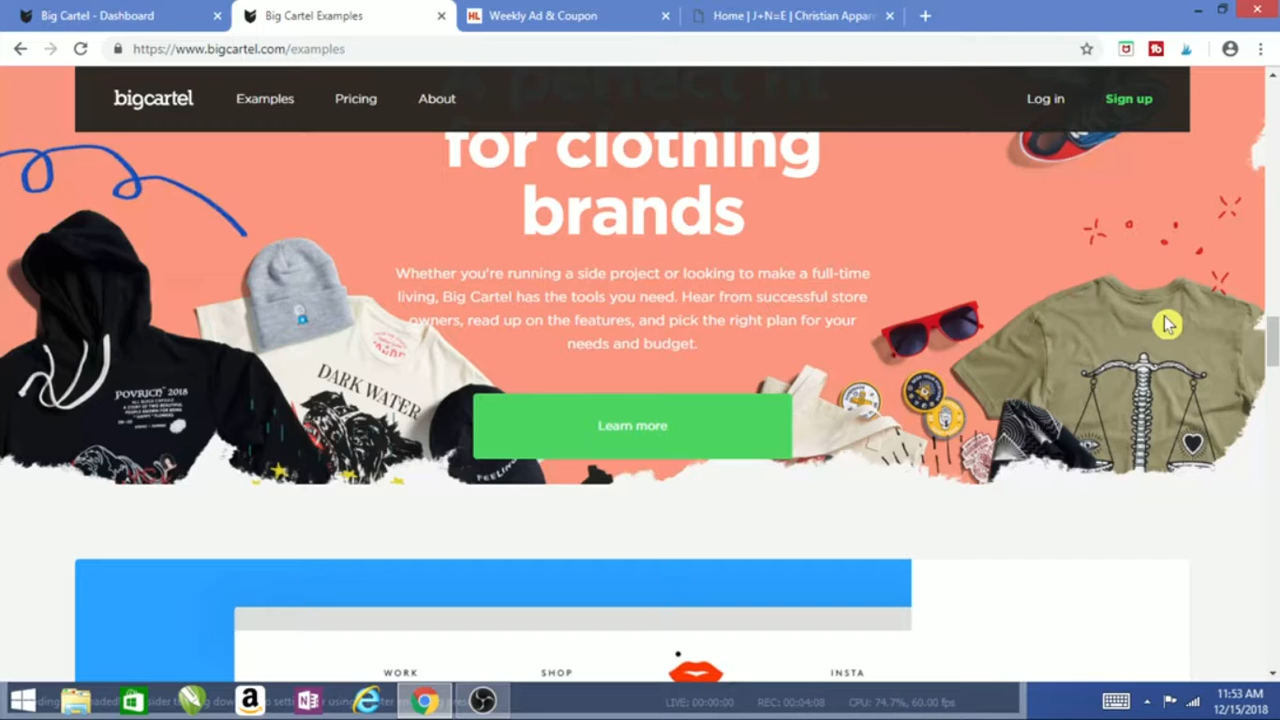 Big Cartel - Dashboard
Big Cartel Examples
Weekly Ad & Coupon
Home | J+N=E | Christian Appar
https://www.bigcartel.com/examples
bigcartel
Examples
Pricing
About
Log in
Sign up
A perfect fit
for clothing
brands
Whether you're running a side project or looking to make a full-time
living, Big Cartel has the tools you need. Hear from successful store
owners, read up on the features, and pick the right plan for your
needs and budget.
Learn more
POVRICN 2018
DARK WATER
FEELING
WORK
SHOP
INSTA
LIVE: 00:00:00
REC: 00:04:08
CPU: 74.7%, 60.00 fps
11:53 AM
12/15/2018